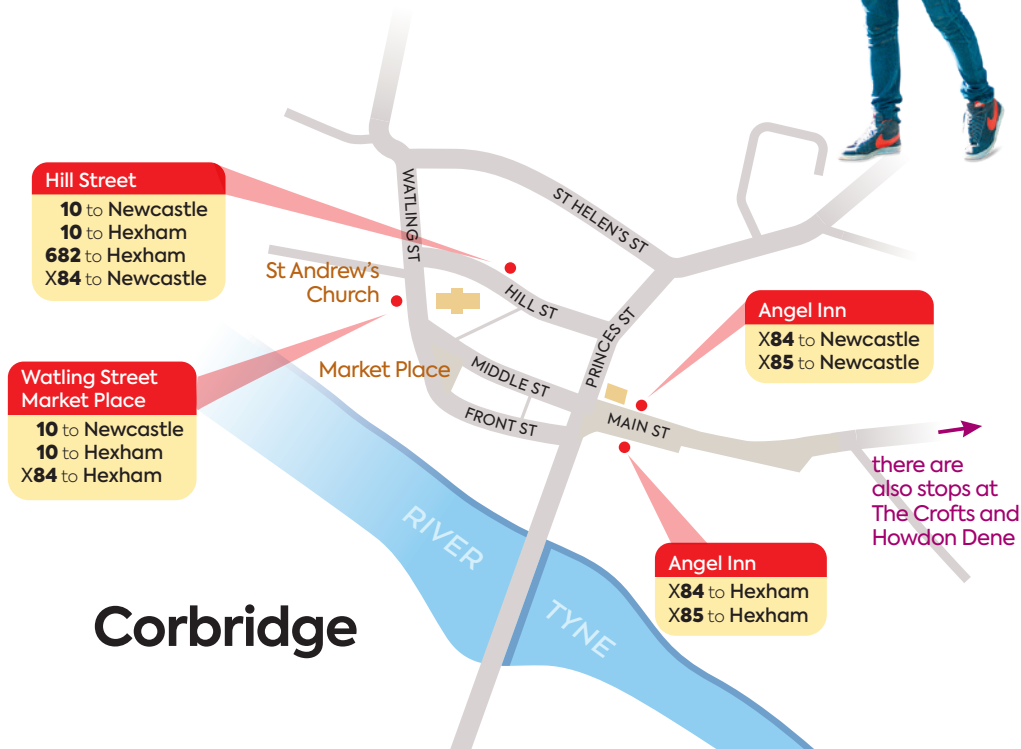 WATLING ST
ST HELEN'S ST
Hill Street
10 to Newcastle
10 to Hexham
682 to Hexham
X84 to Newcastle
St Andrew's
Church
HILL ST
PRINCES ST
Angel Inn
X84 to Newcastle
X85 to Newcastle
Watling Street
Market Place
10 to Newcastle
10 to Hexham
X84 to Hexham
Market Place
MIDDLE ST
FRONT ST
MAIN ST
there are
also stops at
The Crofts and
Howdon Dene
RIVER
TYNE
Angel Inn
X84 to Hexham
X85 to Hexham
Corbridge